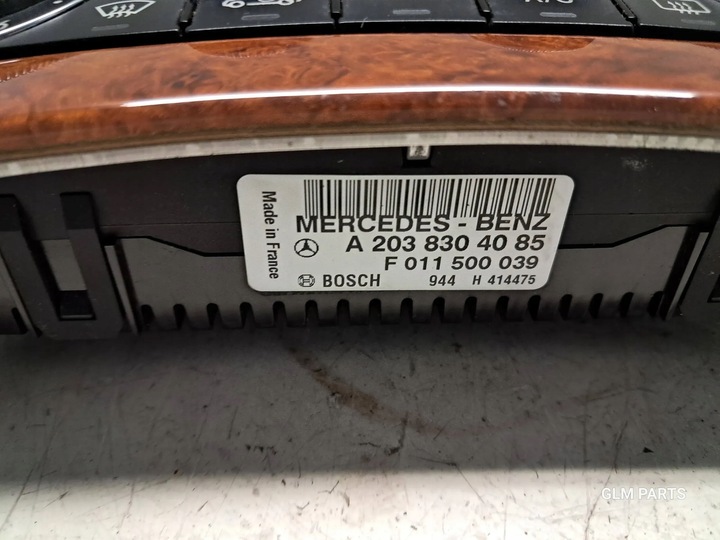 A/C
Made in France
MERCEDES - BENZ
A 203 830 40 85
F 011 500 039
BOSCH 944 H 414475
GLM PARTS